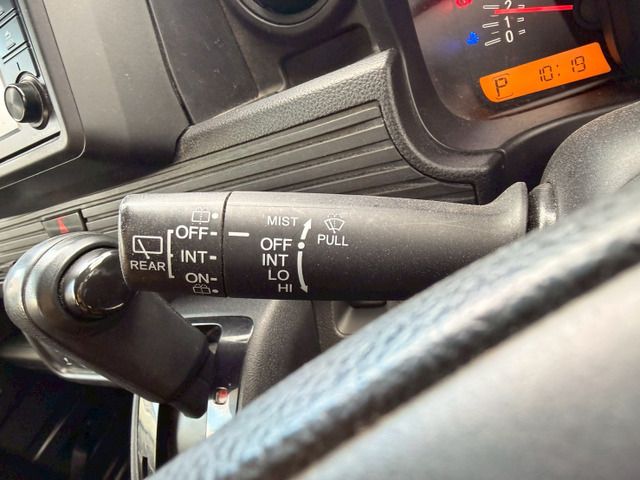 2
1
0
P 10:19
MIST
PULL
OFF
INT
LO
HI
OFF
INT
ON
REAR